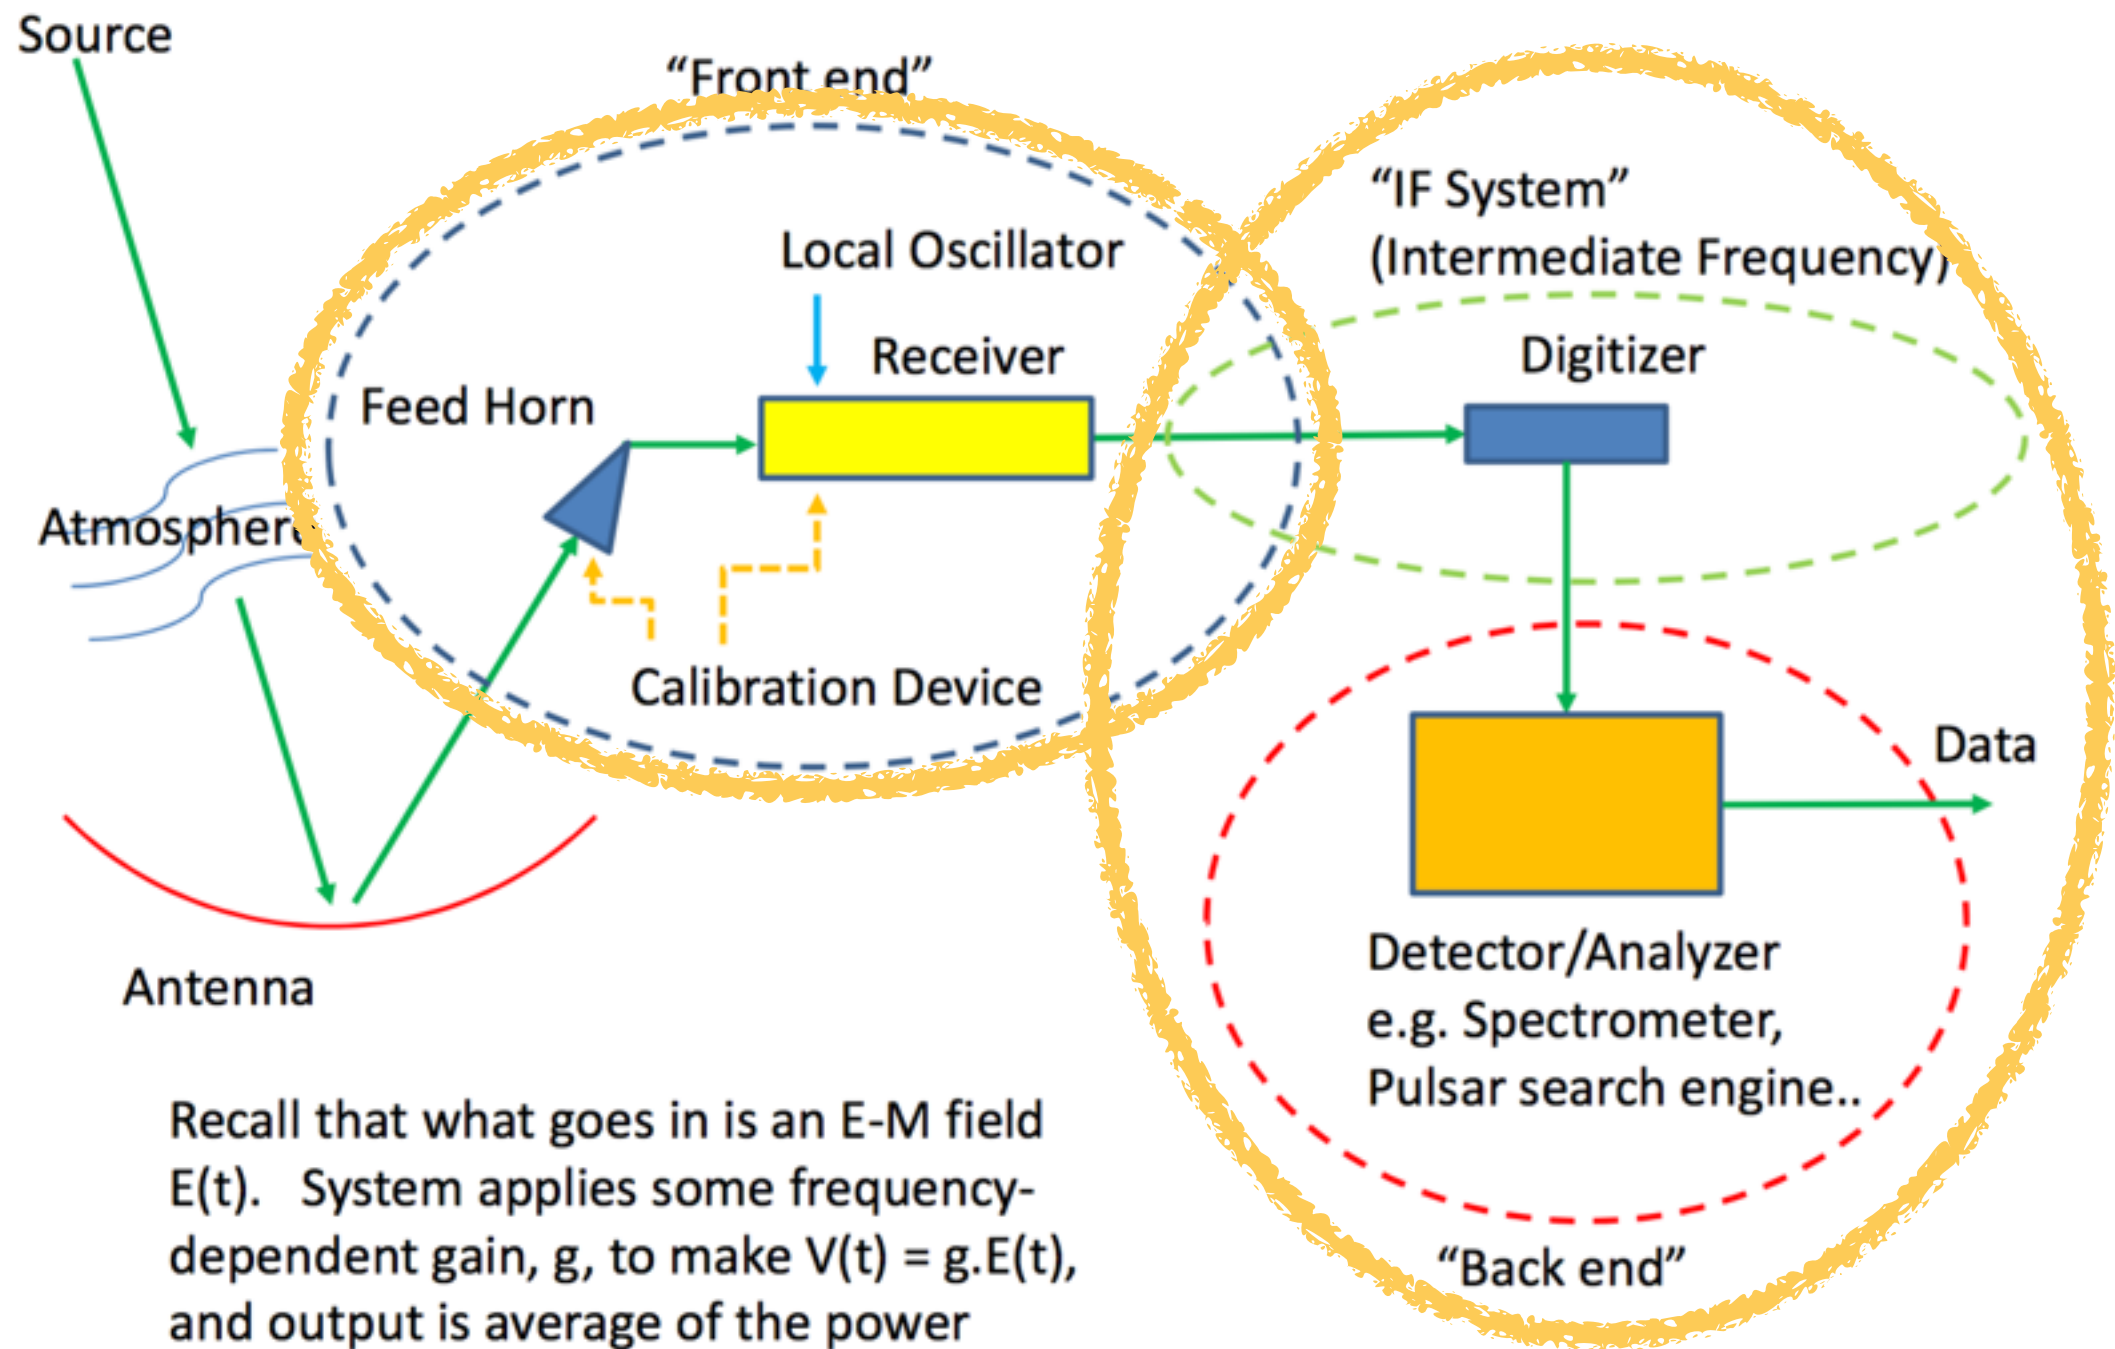 Source
“Front end”
“IF System”
(Intermediate Frequency)
Local Oscillator
Receiver
Digitizer
Feed Horn
Atmosphere
Calibration Device
Data
Antenna
Detector/Analyzer
e.g. Spectrometer,
Pulsar search engine..
“Back end”
Recall that what goes in is an E-M field
E(t).   System applies some frequency-
dependent gain, g, to make V(t) = g.E(t),
and output is average of the power